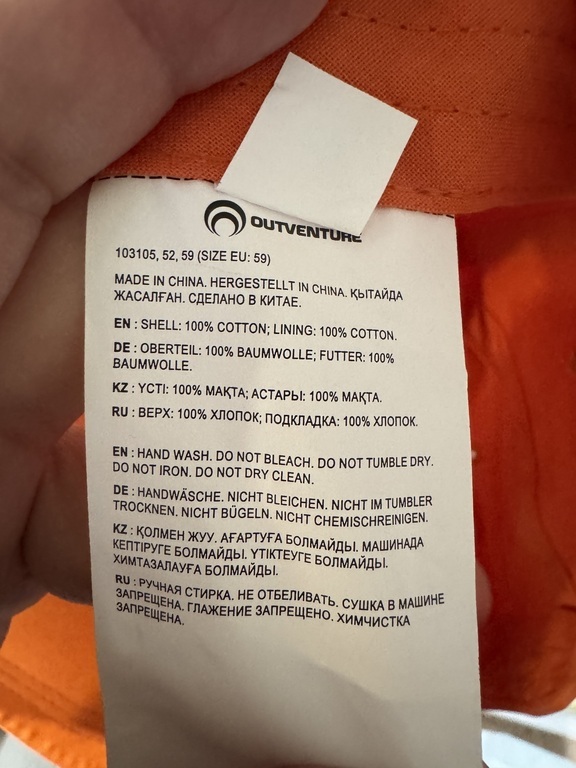 OUTVENTURE
103105, 52, 59 (SIZE EU: 59)
MADE IN CHINA. HERGESTELLT IN CHINA. ҚЫТАЙДА
ЖАСАЛҒАН. СДЕЛАНО В КИТАЕ.
EN : SHELL: 100% COTTON; LINING: 100% COTTON.
DE : OBERTEIL: 100% BAUMWOLLE; FUTTER: 100%
BAUMWOLLE.
KZ : ҮСТІ: 100% МАҚТА; АСТАРЫ: 100% МАҚТА.
RU : ВЕРХ: 100% ХЛОПОК; ПОДКЛАДКА: 100% ХЛОПОК.
EN : HAND WASH. DO NOT BLEACH. DO NOT TUMBLE DRY.
DO NOT IRON. DO NOT DRY CLEAN.
DE : HANDWÄSCHE. NICHT BLEICHEN. NICHT IM TUMBLER
TROCKNEN. NICHT BÜGELN. NICHT CHEMISCHREINIGEN.
KZ : ҚОЛМЕН ЖУУ. АҒАРТУҒА БОЛМАЙДЫ. МАШИНАДА
КЕПТІРУГЕ БОЛМАЙДЫ. ҮТІКТЕУГЕ БОЛМАЙДЫ.
ХИМТАЗАЛАУҒА БОЛМАЙДЫ.
RU : РУЧНАЯ СТИРКА. НЕ ОТБЕЛИВАТЬ. СУШКА В МАШИНЕ
ЗАПРЕЩЕНА. ГЛАЖЕНИЕ ЗАПРЕЩЕНО. ХИМЧИСТКА
ЗАПРЕЩЕНА.